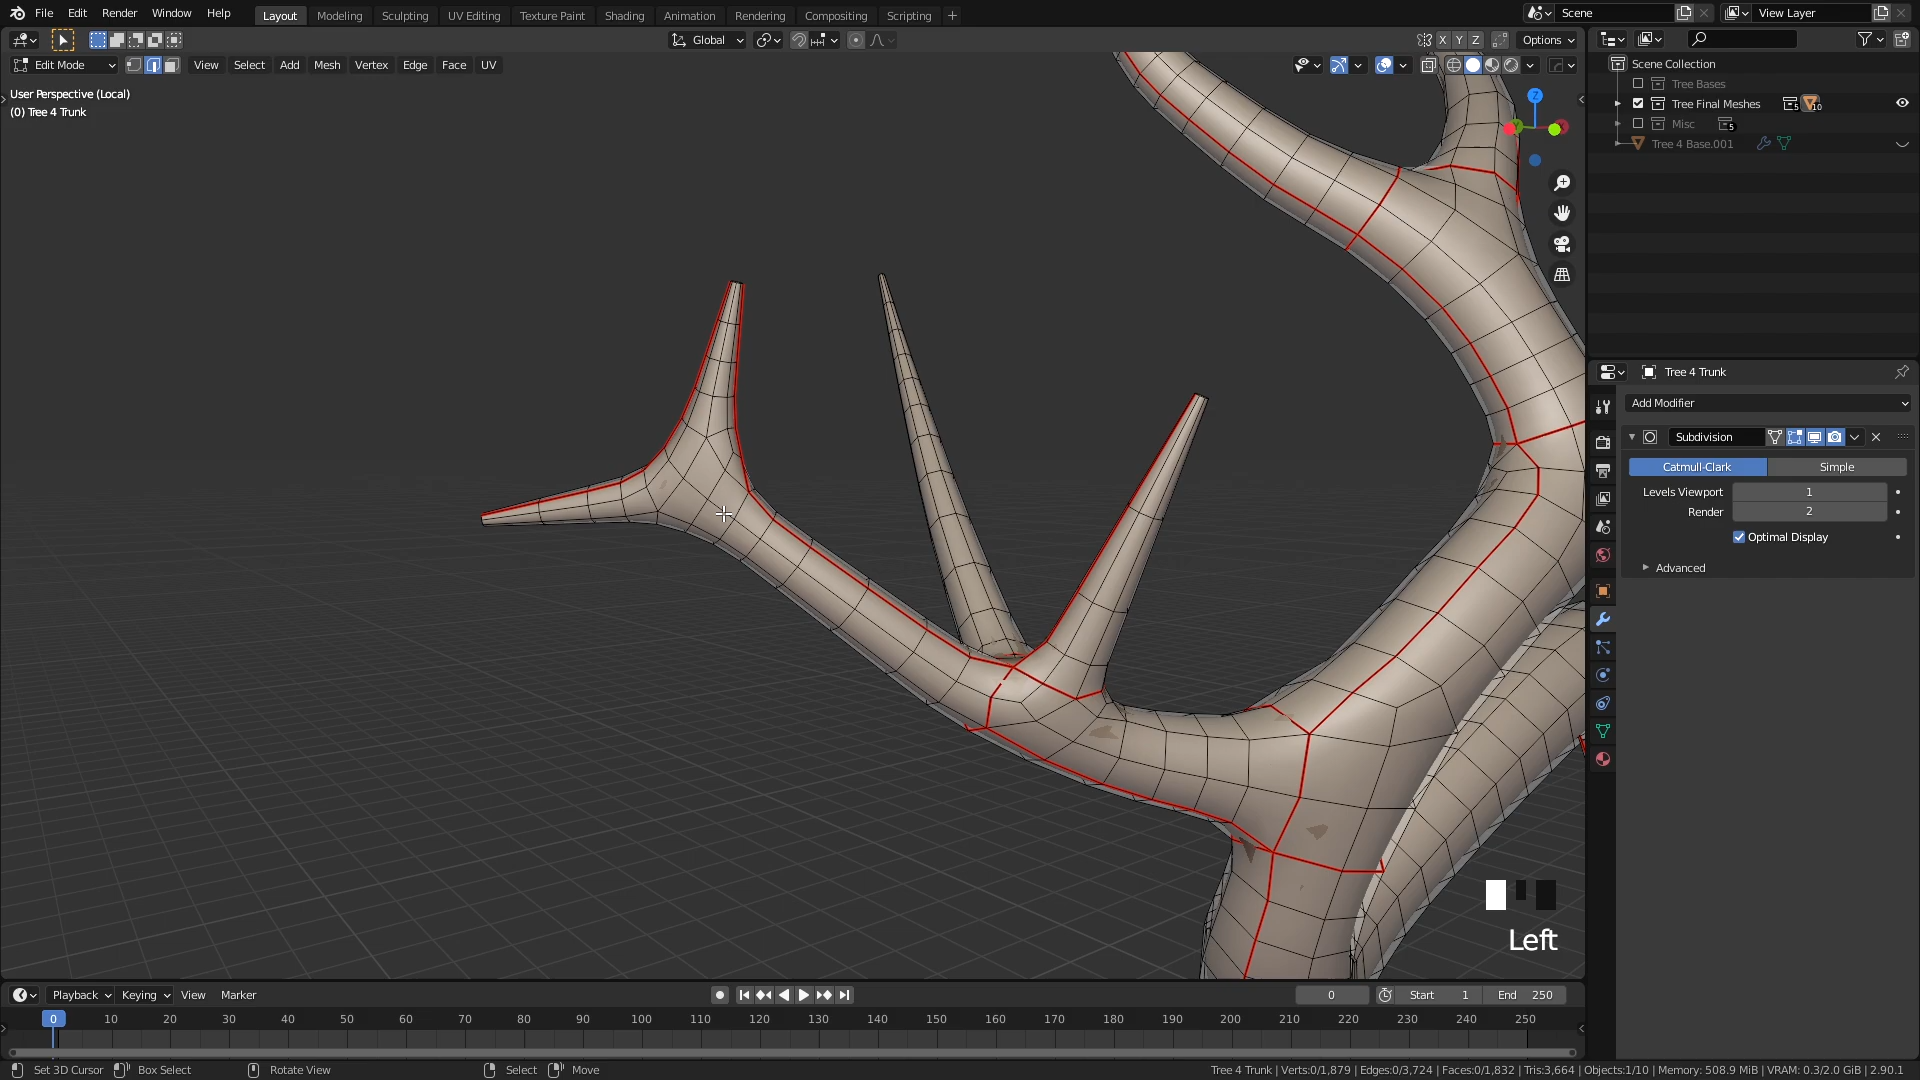 File Edit Render Window Help Layout Modeling Sculpting UV Editing Texture Paint Shading Animation Rendering Compositing Scripting + Scene View Layer
Global X Y Z Options
Edit Mode View Select Add Mesh Vertex Edge Face UV
User Perspective (Local)
(0) Tree 4 Trunk
Z
Scene Collection
Tree Bases
Tree Final Meshes 5 10
Misc 5
Tree 4 Base.001
Tree 4 Trunk
Add Modifier
Subdivision
Catmull-Clark Simple
Levels Viewport 1
Render 2
Optimal Display
Advanced
Left
Playback Keying View Marker 0 Start 1 End 250
0 10 20 30 40 50 60 70 80 90 100 110 120 130 140 150 160 170 180 190 200 210 220 230 240 250
Set 3D Cursor Box Select Rotate View Select Move Tree 4 Trunk | Verts:0/1,879 | Edges:0/3,724 | Faces:0/1,832 | Tris:3,664 | Objects:1/10 | Memory: 508.9 MiB | VRAM: 0.3/2.0 GiB | 2.90.1